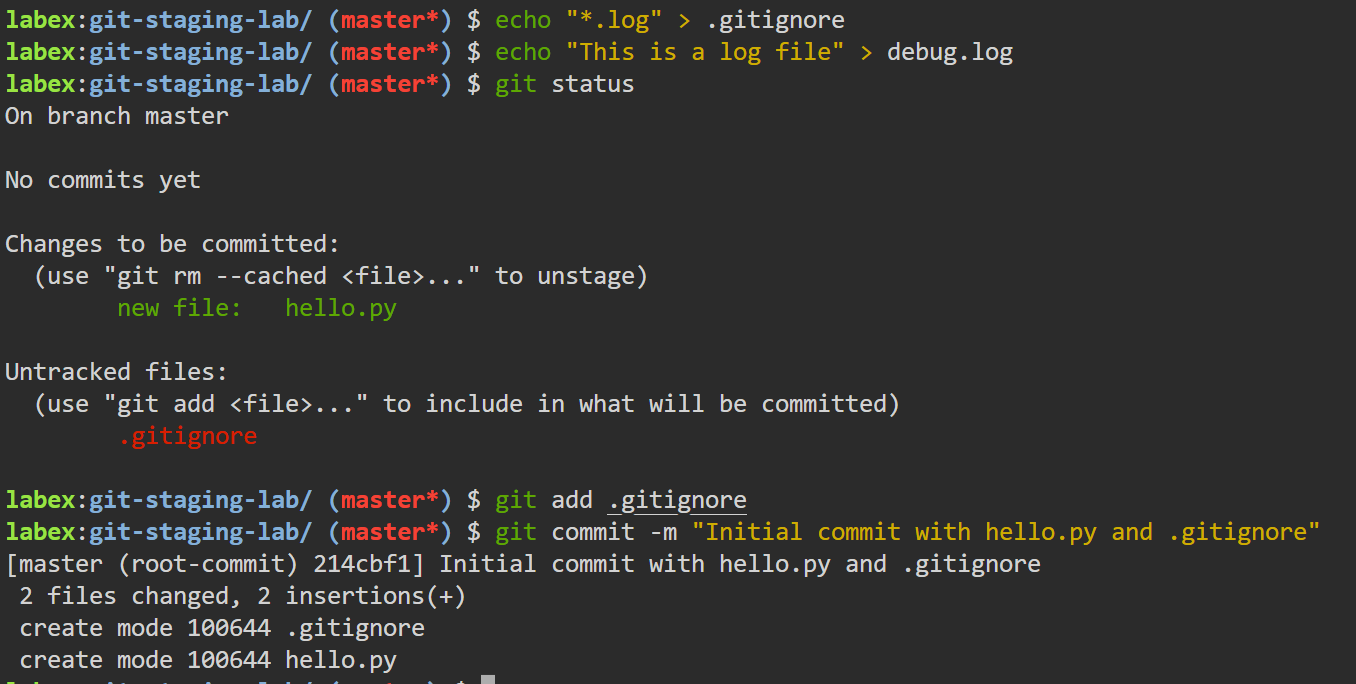 labex:git-staging-lab/ (master*) $ echo "*.log" > .gitignore
labex:git-staging-lab/ (master*) $ echo "This is a log file" > debug.log
labex:git-staging-lab/ (master*) $ git status
On branch master
No commits yet
Changes to be committed:
(use "git rm --cached <file>..." to unstage)
new file: hello.py
Untracked files:
(use "git add <file>..." to include in what will be committed)
.gitignore
labex:git-staging-lab/ (master*) $ git add .gitignore
labex:git-staging-lab/ (master*) $ git commit -m "Initial commit with hello.py and .gitignore"
[master (root-commit) 214cbf1] Initial commit with hello.py and .gitignore
2 files changed, 2 insertions(+)
create mode 100644 .gitignore
create mode 100644 hello.py